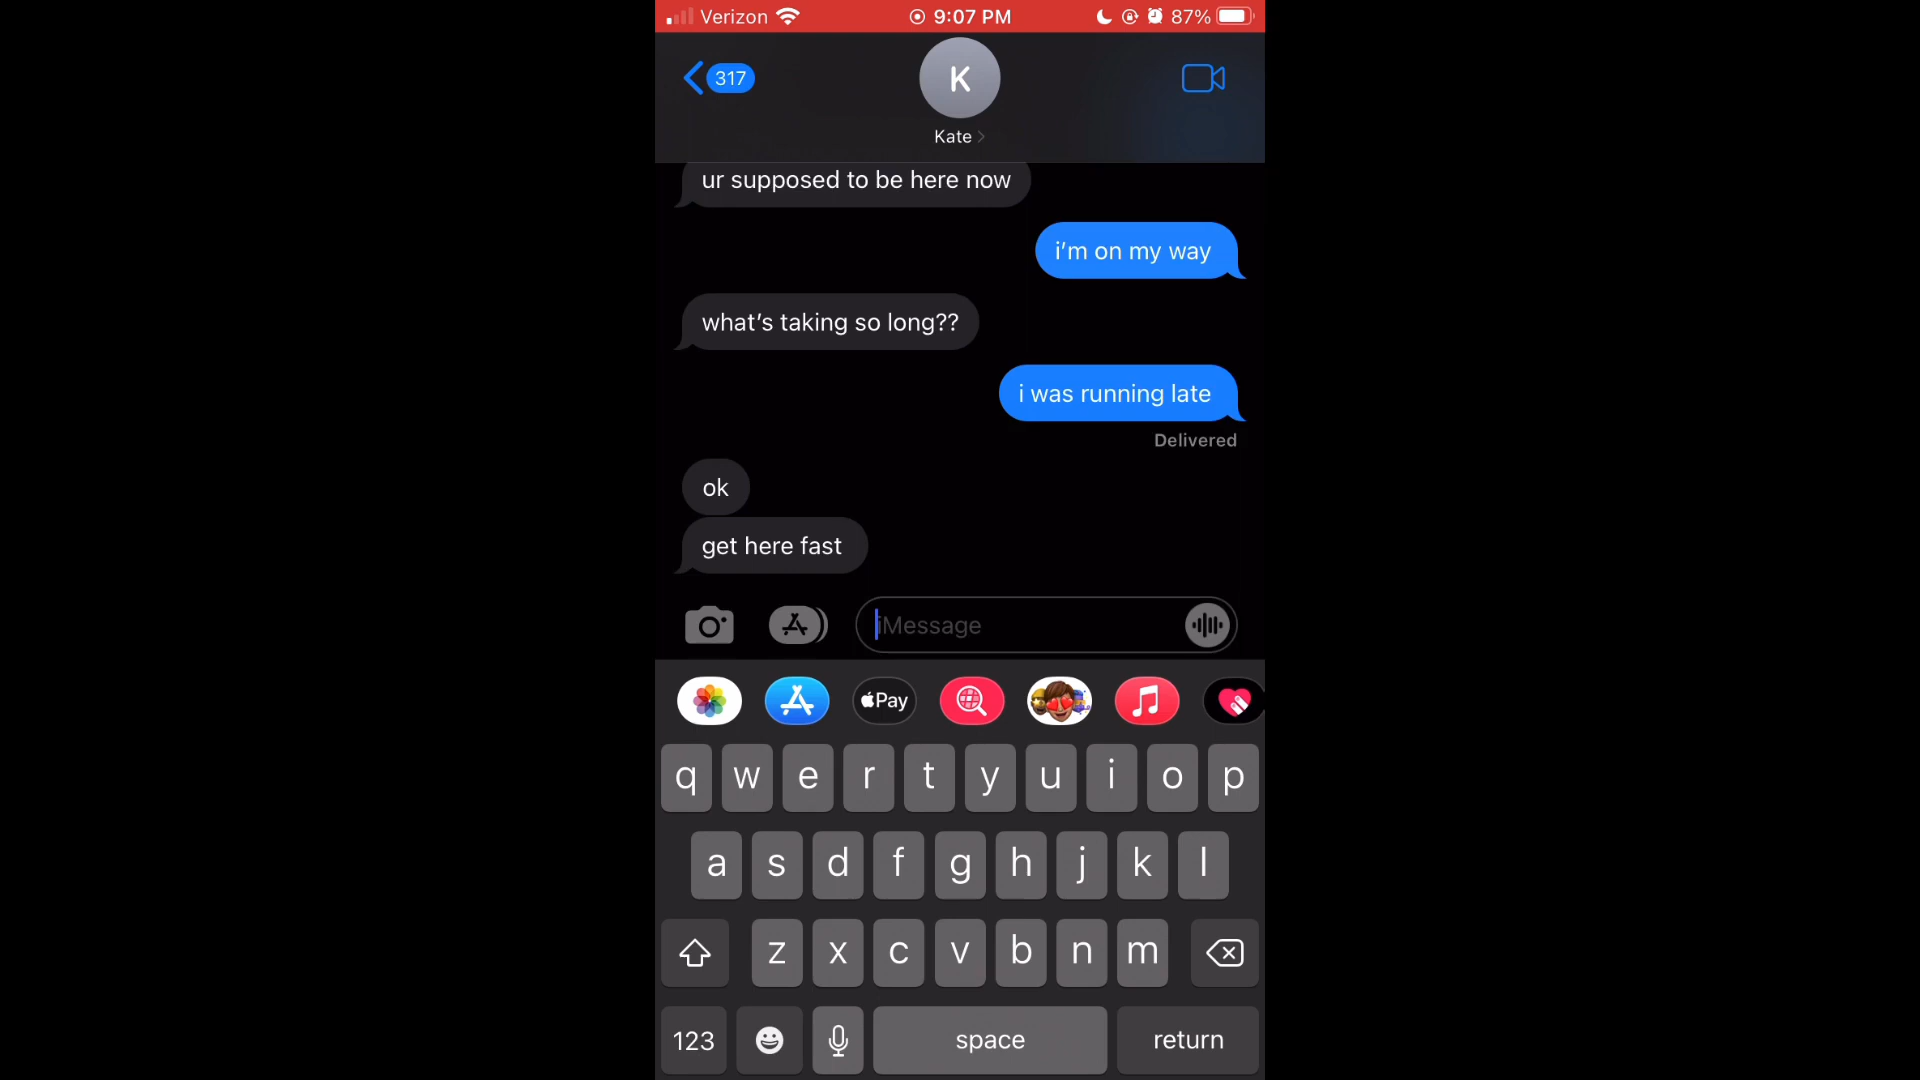 Verizon 9:07 PM 87%
317
K
Kate
ur supposed to be here now
i’m on my way
what’s taking so long??
i was running late
Delivered
ok
get here fast
iMessage
Pay
q w e r t y u i o p
a s d f g h j k l
z x c v b n m
123 space return